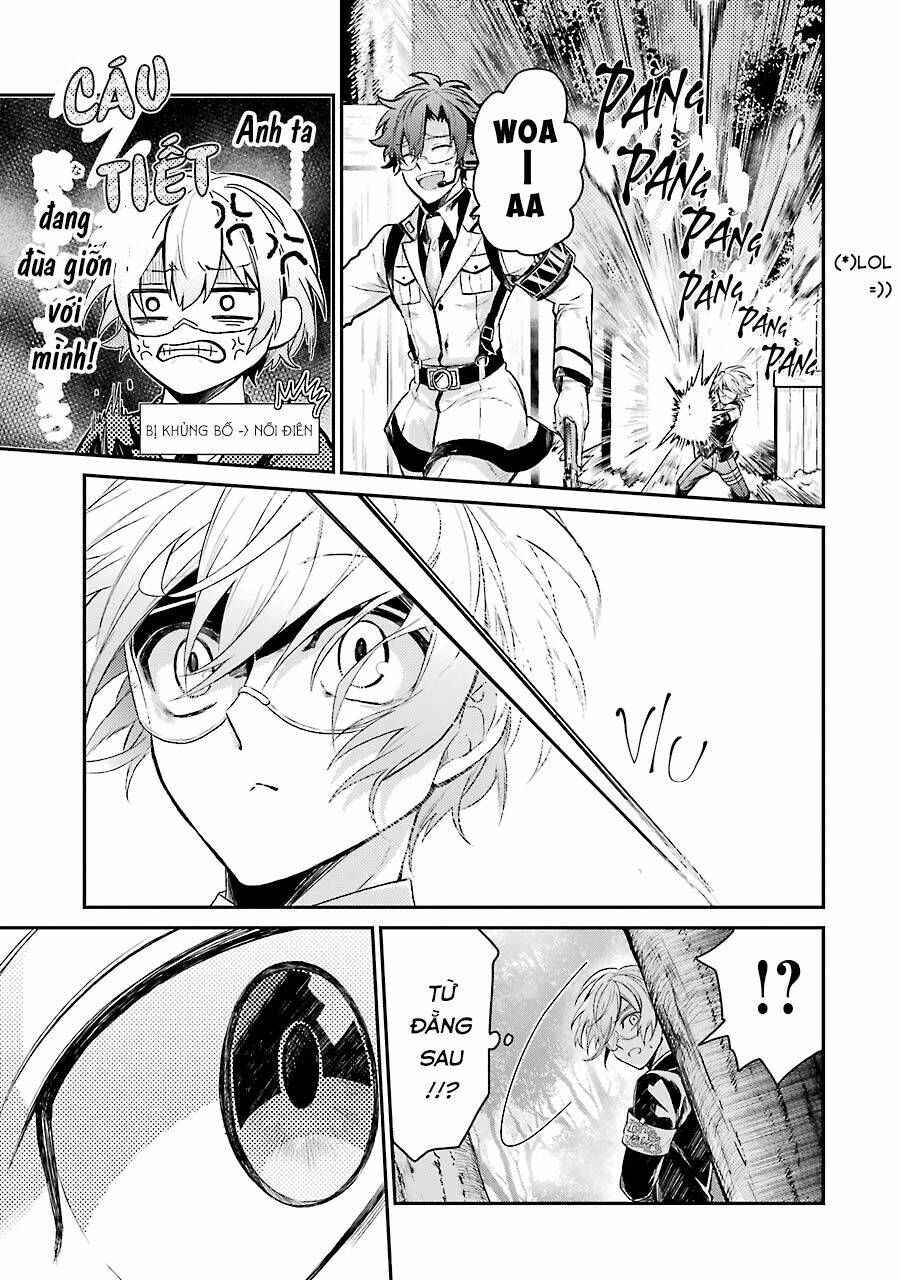 PẰNG
PẰNG
PẰNG
PẰNG
PẰNG
PẰNG
WOA
I
AA
(*)LOL
=))
CÁU
TIẾT
Anh ta
đang
đùa giỡn
với
mình!
BỊ KHỦNG BỐ -> NỔI ĐIÊN
VÍU
!?
TỪ
ĐẰNG
SAU
!!?